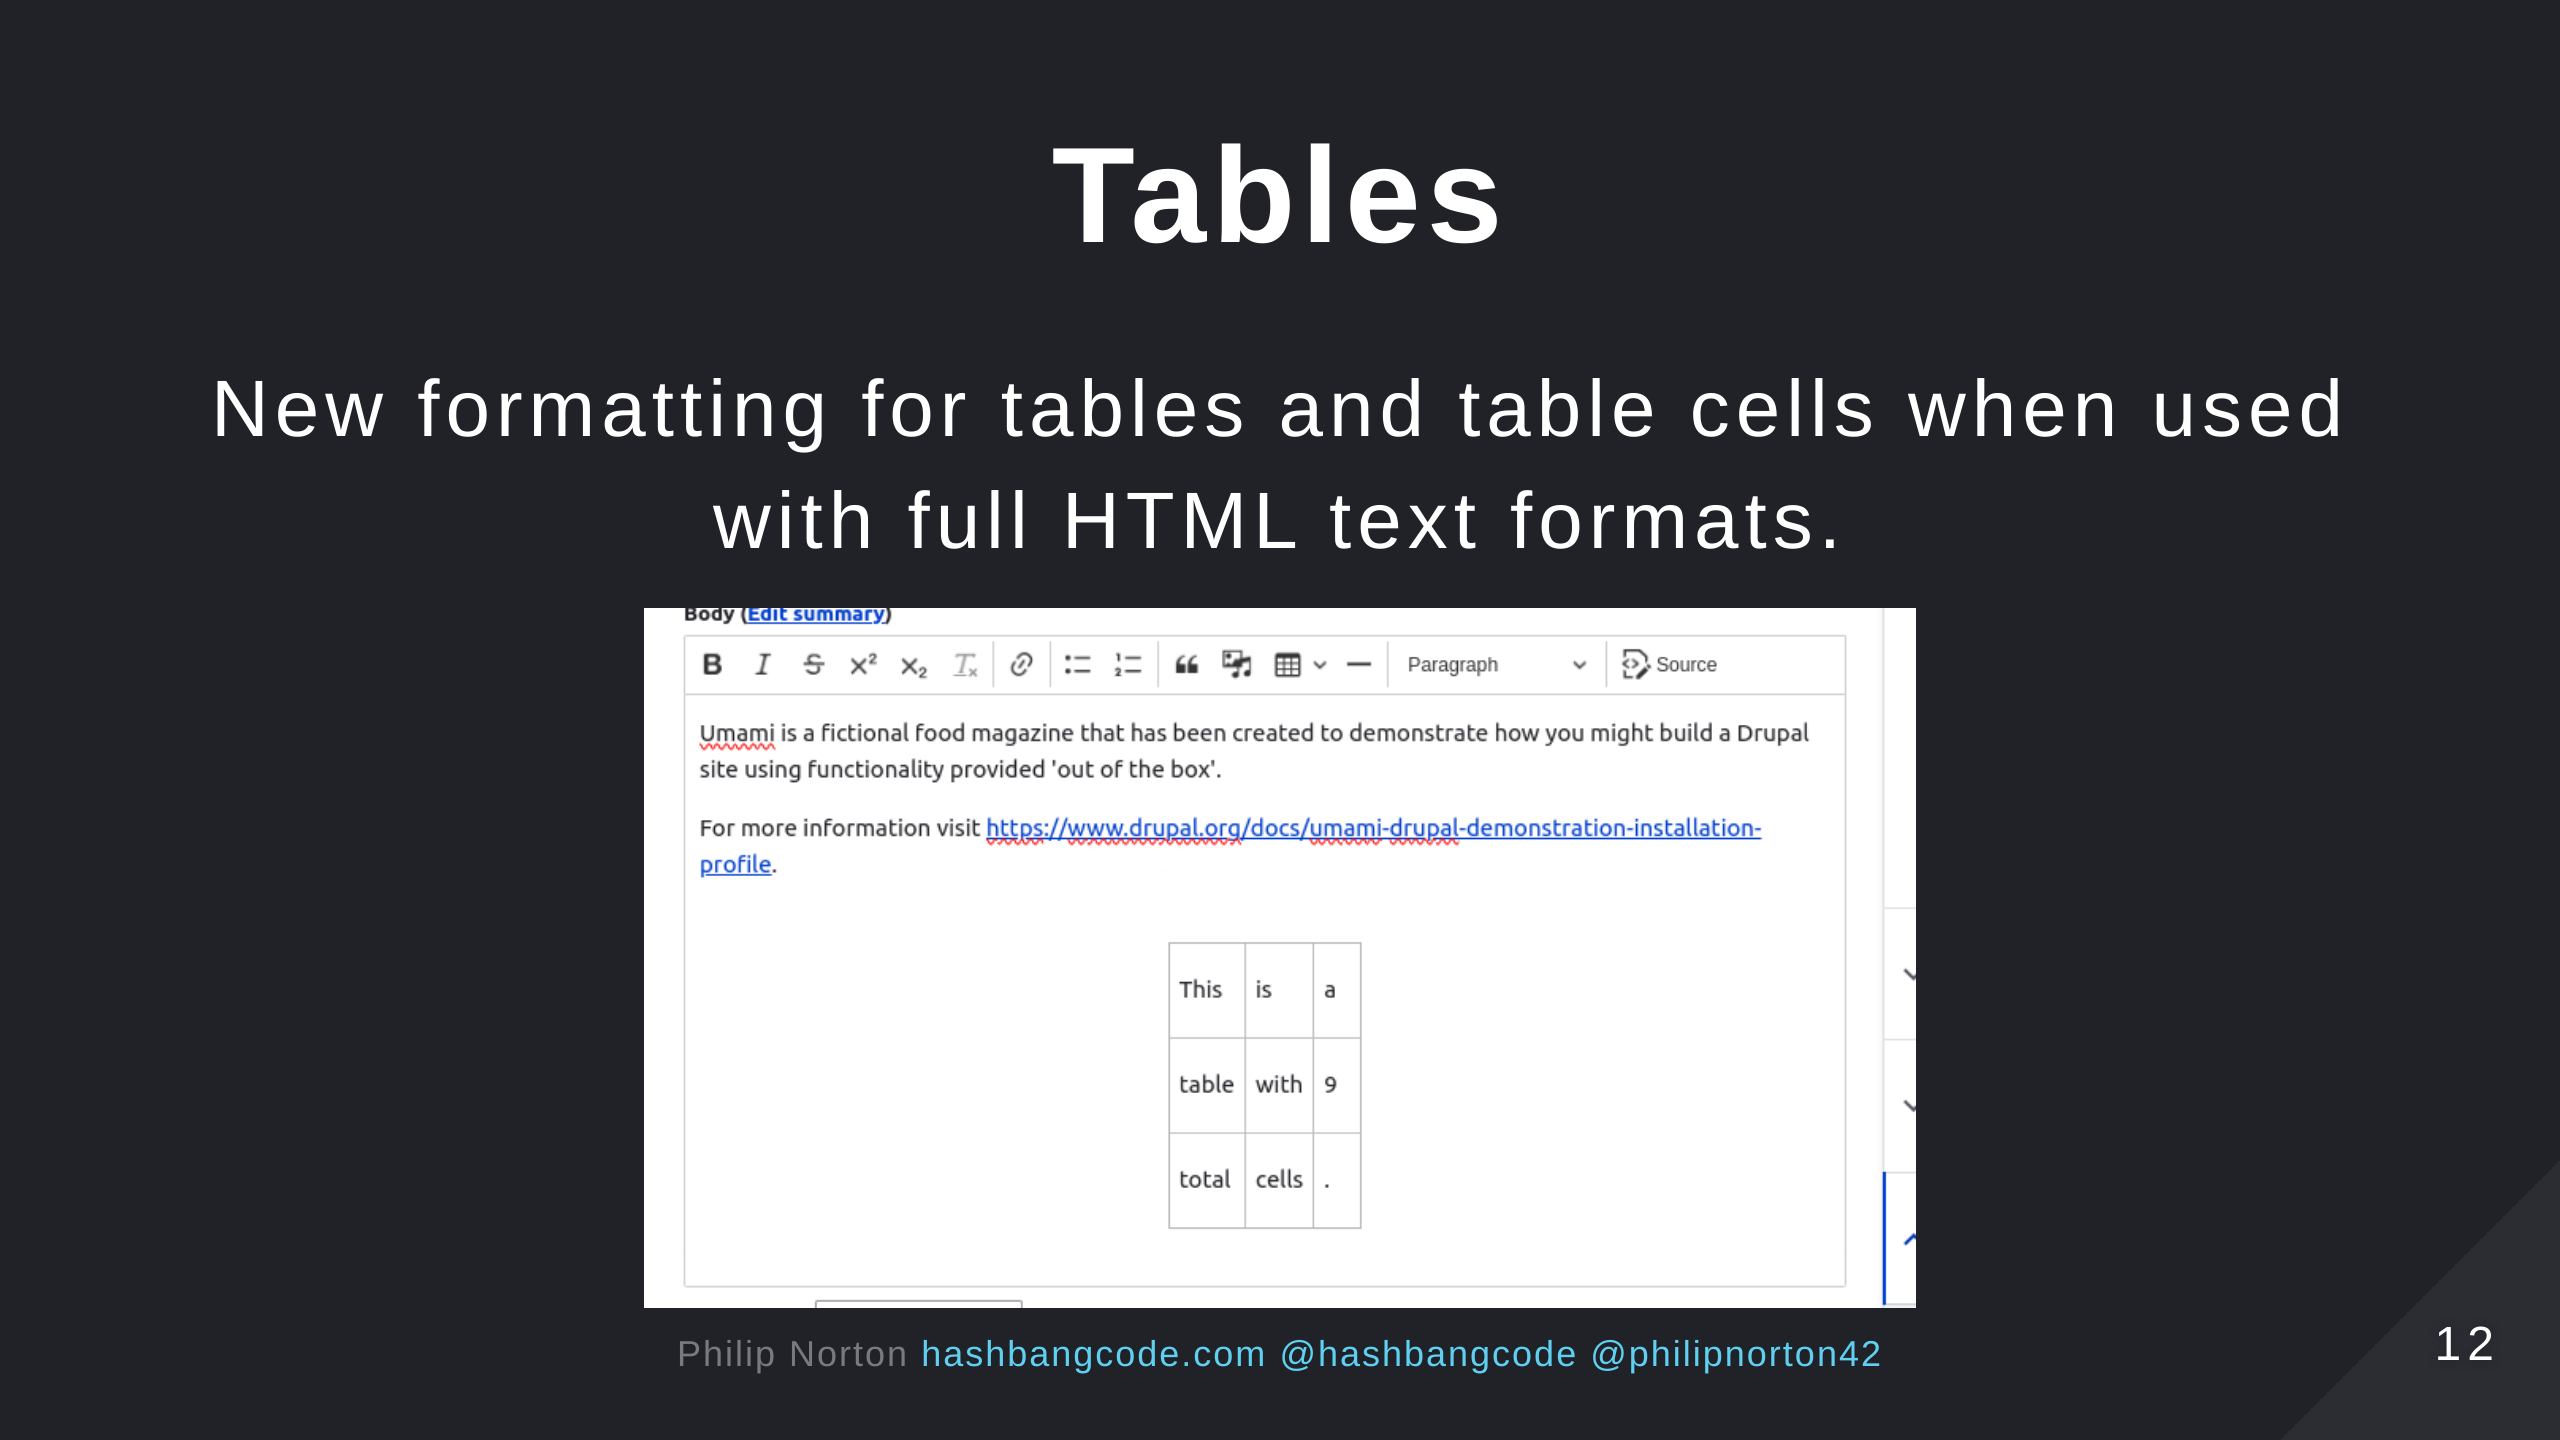 Tables
New formatting for tables and table cells when used
with full HTML text formats.
Body (Edit summary)
Paragraph
Source
Umami is a fictional food magazine that has been created to demonstrate how you might build a Drupal
site using functionality provided 'out of the box'.
For more information visit https://www.drupal.org/docs/umami-drupal-demonstration-installation-
profile.
This is a
table with 9
total cells .
Philip Norton hashbangcode.com @hashbangcode @philipnorton42
12